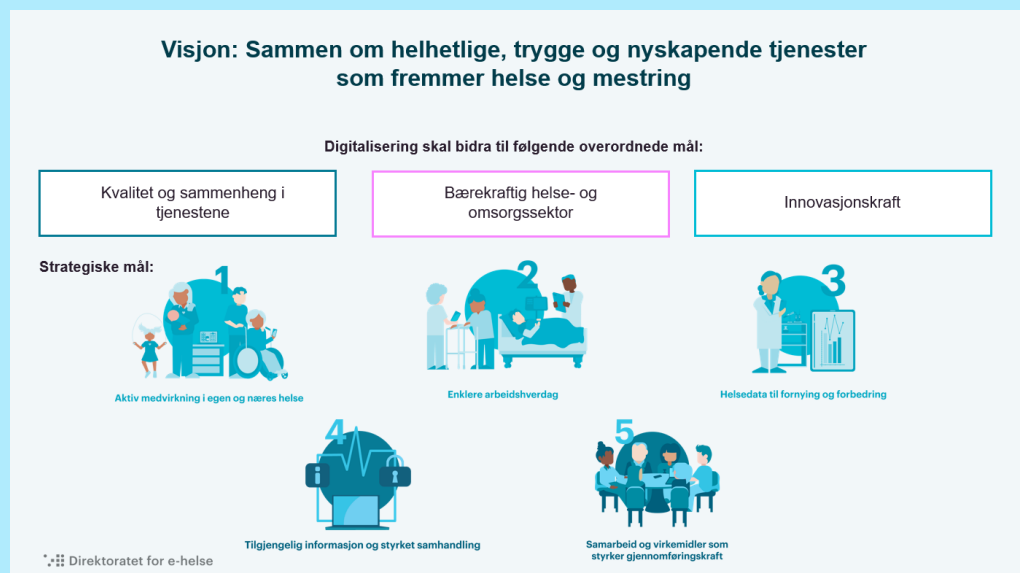 Visjon: Sammen om helhetlige, trygge og nyskapende tjenester
som fremmer helse og mestring
Digitalisering skal bidra til følgende overordnede mål:
Kvalitet og sammenheng i
tjenestene
Bærekraftig helse- og
omsorgssektor
Innovasjonskraft
Strategiske mål:
1
Aktiv medvirkning i egen og næres helse
2
Enklere arbeidshverdag
3
Helsedata til fornying og forbedring
4
Tilgjengelig informasjon og styrket samhandling
5
Samarbeid og virkemidler som
styrker gjennomføringskraft
Direktoratet for e-helse